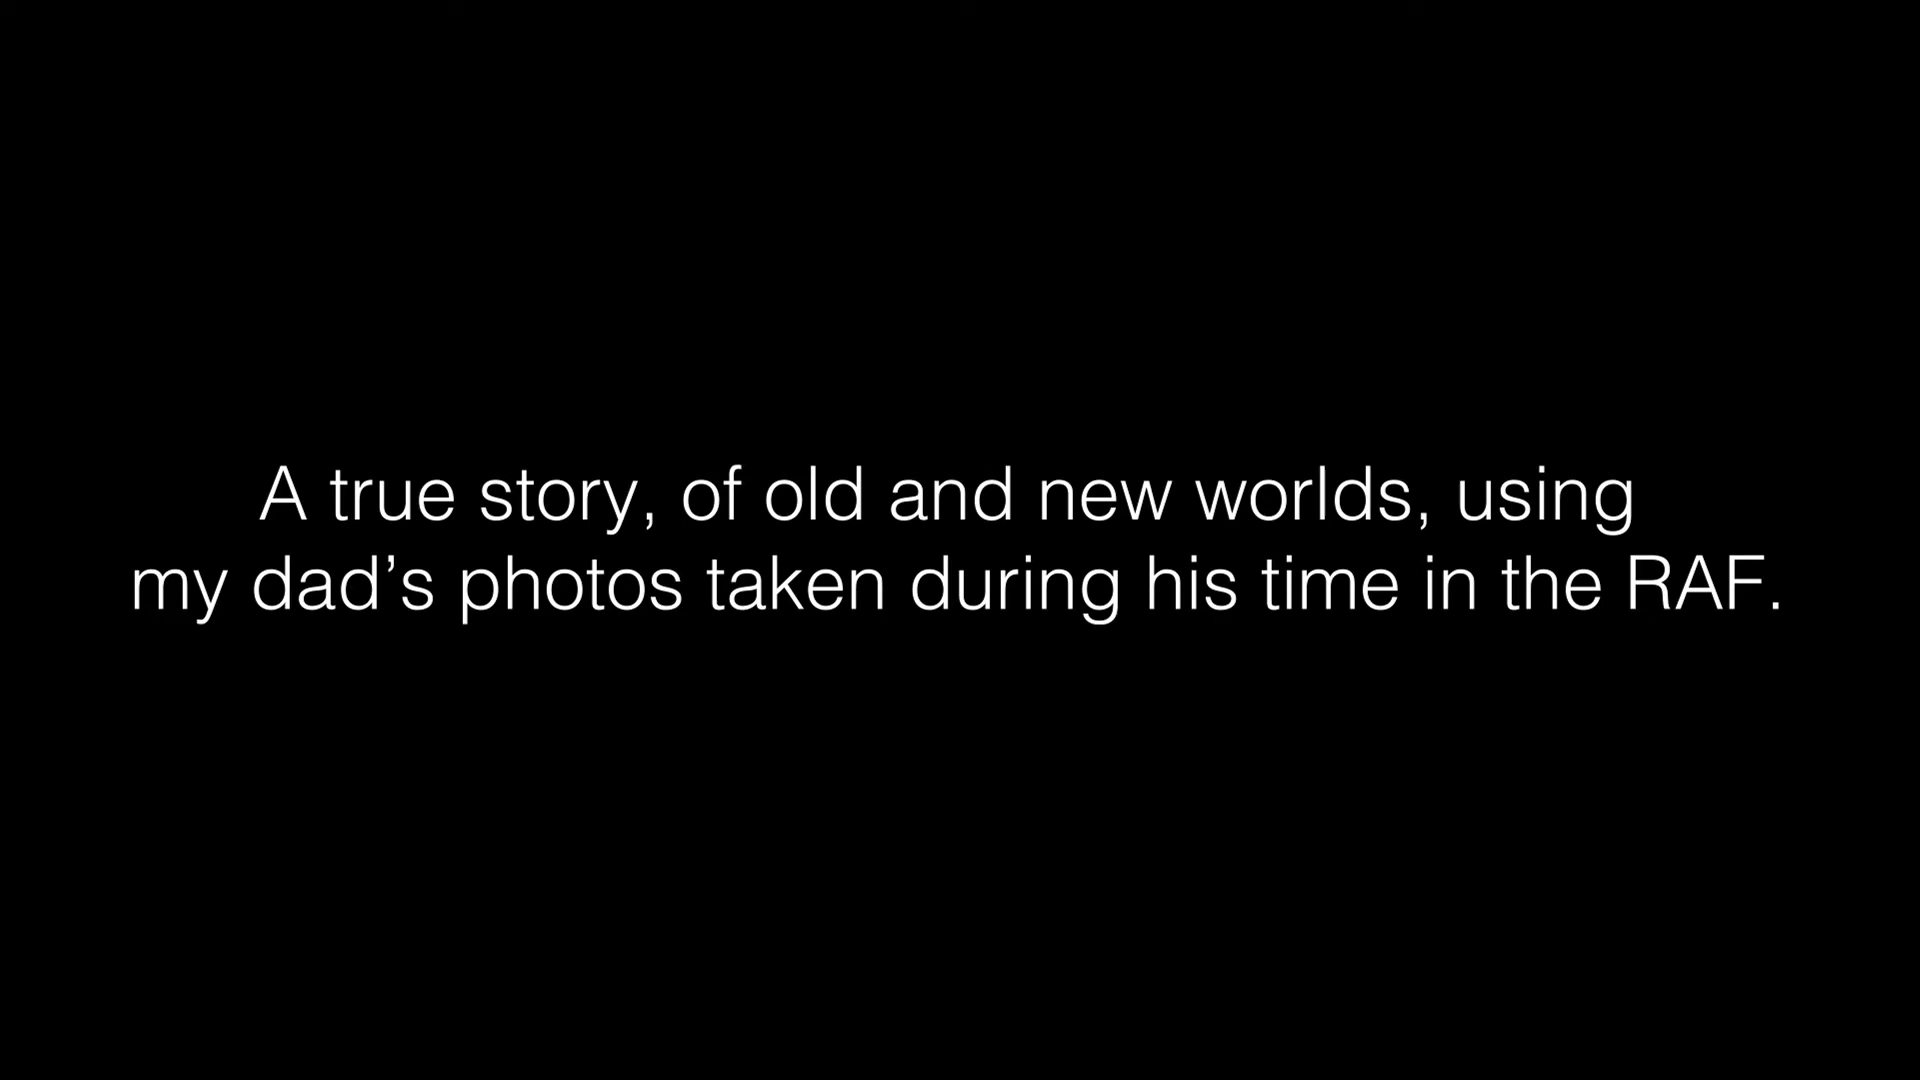 A true story, of old and new worlds, using
my dad’s photos taken during his time in the RAF.